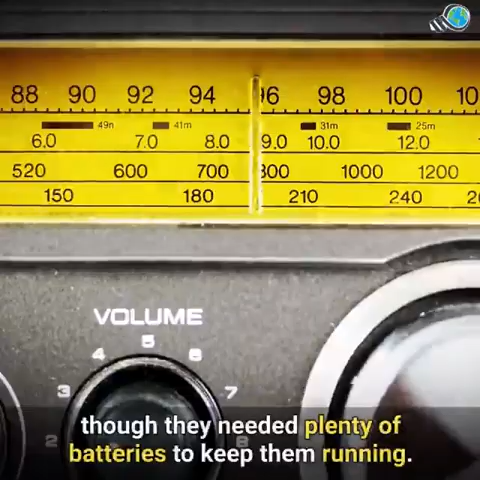 88 90 92 94 96 98 100 10
49m 41m 31m 25m
6.0 7.0 8.0 9.0 10.0 12.0
520 600 700 800 1000 1200
150 180 210 240
VOLUME
5
4 6
3 7
2 8
though they needed plenty of
batteries to keep them running.